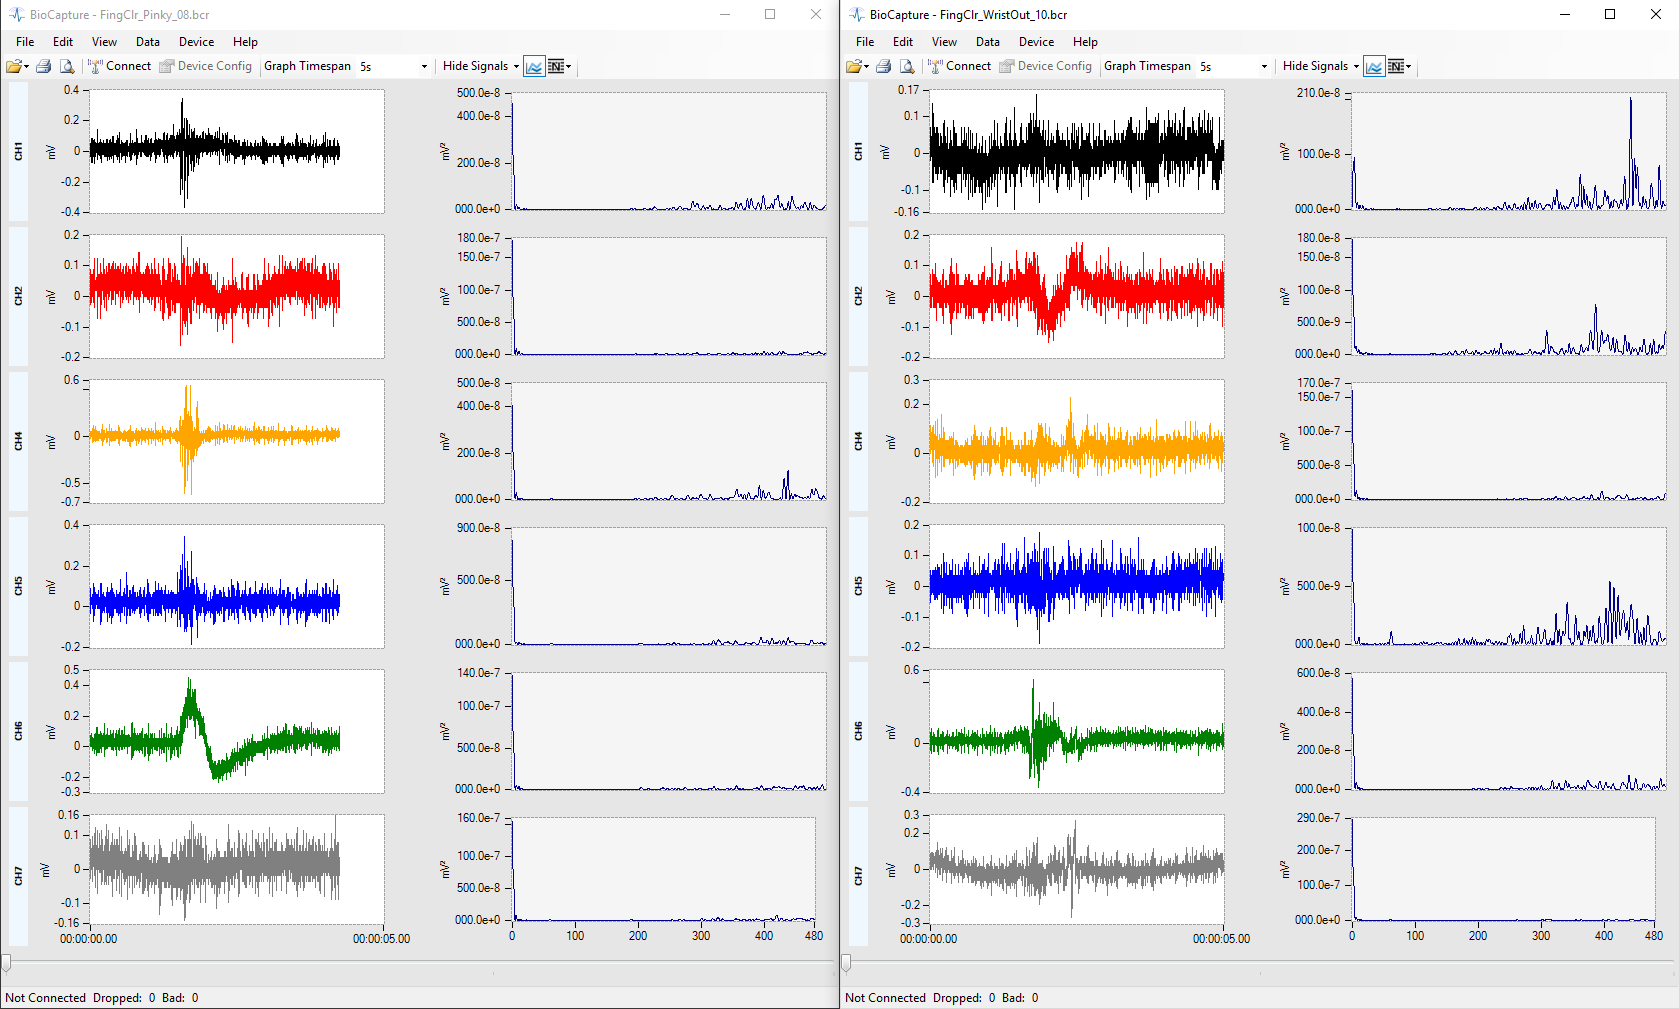 BioCapture - FingClr_Pinky_08.bcr
File Edit View Data Device Help
Connect Device Config Graph Timespan 5s Hide Signals
CH1
mV
0.4
0.2
0
-0.2
-0.4
mV²
500.0e-8
400.0e-8
200.0e-8
000.0e+0
CH2
mV
0.2
0.1
0
-0.1
-0.2
mV²
180.0e-7
150.0e-7
100.0e-7
500.0e-8
000.0e+0
CH4
mV
0.6
0
-0.5
-0.7
mV²
500.0e-8
400.0e-8
200.0e-8
000.0e+0
CH5
mV
0.4
0.2
0
-0.2
mV²
900.0e-8
500.0e-8
000.0e+0
CH6
mV
0.5
0.4
0.2
0
-0.2
-0.3
mV²
140.0e-7
100.0e-7
500.0e-8
000.0e+0
CH7
mV
0.16
0.1
0
-0.1
-0.16
mV²
160.0e-7
100.0e-7
500.0e-8
000.0e+0
00:00:00.00 00:00:05.00
0 100 200 300 400 480
Not Connected Dropped: 0 Bad: 0
BioCapture - FingClr_WristOut_10.bcr
File Edit View Data Device Help
Connect Device Config Graph Timespan 5s Hide Signals
CH1
mV
0.17
0.1
0
-0.1
-0.16
mV²
210.0e-8
100.0e-8
000.0e+0
CH2
mV
0.2
0.1
0
-0.1
-0.2
mV²
180.0e-8
150.0e-8
100.0e-8
500.0e-9
000.0e+0
CH4
mV
0.3
0.2
0
-0.2
mV²
170.0e-7
150.0e-7
100.0e-7
500.0e-8
000.0e+0
CH5
mV
0.2
0.1
0
-0.1
-0.2
mV²
100.0e-8
500.0e-9
000.0e+0
CH6
mV
0.6
0
-0.4
mV²
600.0e-8
400.0e-8
200.0e-8
000.0e+0
CH7
mV
0.3
0.2
0
-0.2
-0.3
mV²
290.0e-7
200.0e-7
100.0e-7
000.0e+0
00:00:00.00 00:00:05.00
0 100 200 300 400 480
Not Connected Dropped: 0 Bad: 0